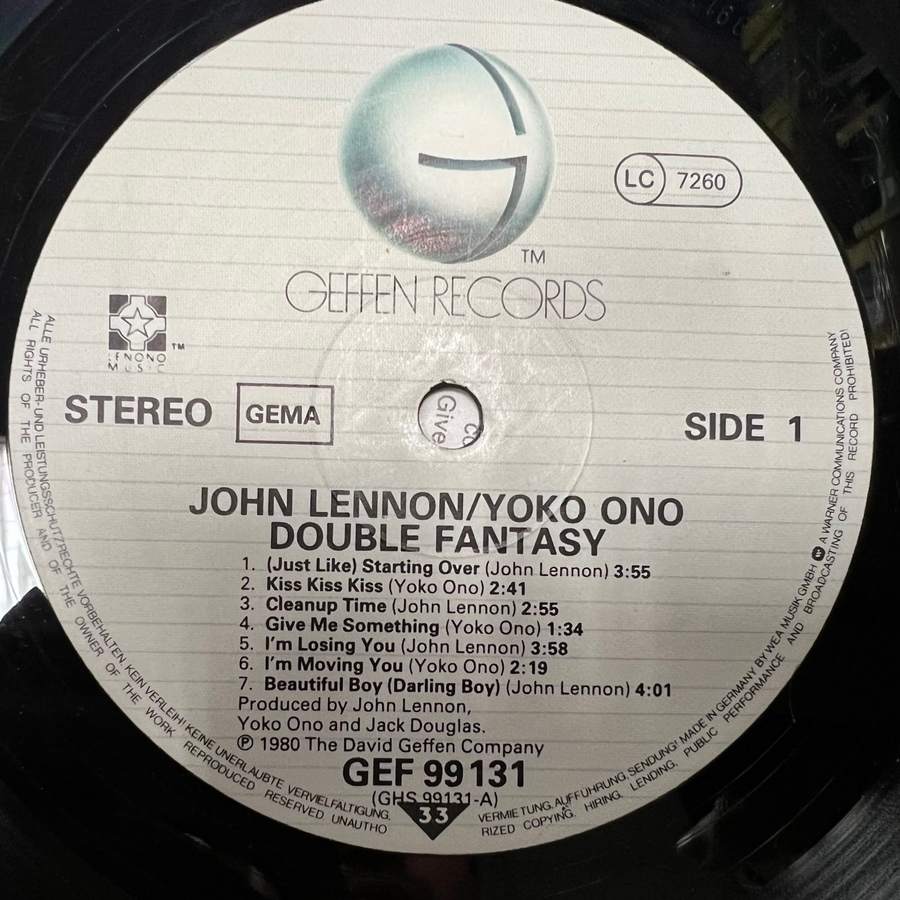 LC 7260
TM
GEFFEN RECORDS
TM
LENONO
MUSIC
STEREO
GEMA
Give
SIDE 1
JOHN LENNON/YOKO ONO
DOUBLE FANTASY
1. (Just Like) Starting Over (John Lennon) 3:55
2. Kiss Kiss Kiss (Yoko Ono) 2:41
3. Cleanup Time (John Lennon) 2:55
4. Give Me Something (Yoko Ono) 1:34
5. I'm Losing You (John Lennon) 3:58
6. I'm Moving You (Yoko Ono) 2:19
7. Beautiful Boy (Darling Boy) (John Lennon) 4:01
Produced by John Lennon,
Yoko Ono and Jack Douglas.
℗ 1980 The David Geffen Company
GEF 99131
(GHS 99131-A)
33
ALLE URHEBER- UND LEISTUNGSSCHUTZRECHTE VORBEHALTEN KEIN VERLEIH! KEINE UNERLAUBTE VERVIELFÄLTIGUNG, VERMIETUNG, AUFFÜHRUNG, SENDUNG! MADE IN GERMANY BY WEA MUSIK GMBH A WARNER COMMUNICATIONS COMPANY
ALL RIGHTS OF THE PRODUCER AND OF THE OWNER OF THE WORK REPRODUCED RESERVED UNAUTHORIZED COPYING, HIRING, LENDING, PUBLIC PERFORMANCE AND BROADCASTING OF THIS RECORD PROHIBITED!